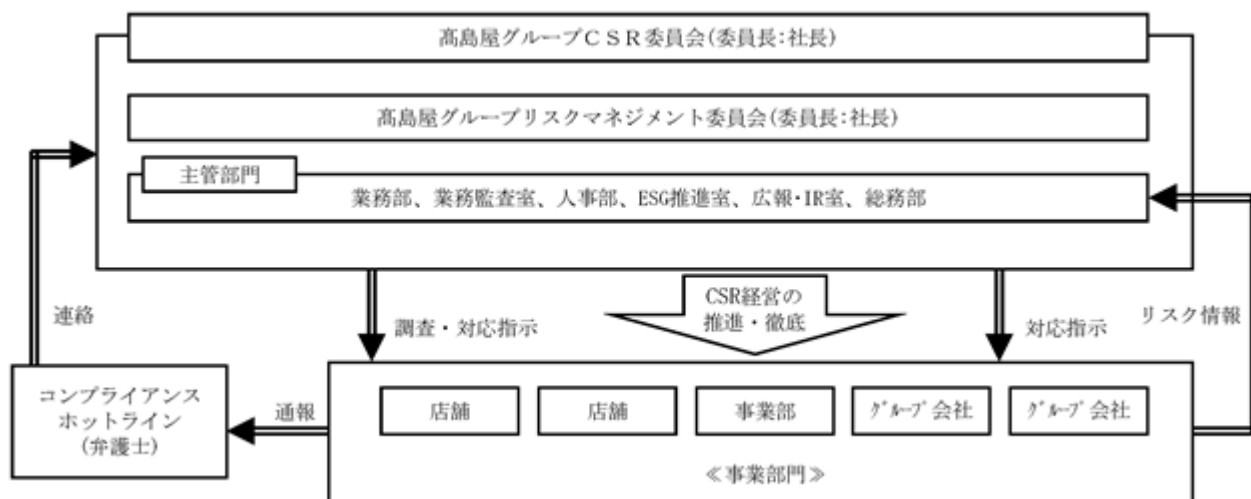 髙島屋グループＣＳＲ委員会(委員長:社長)
髙島屋グループリスクマネジメント委員会(委員長:社長)
主管部門
業務部、業務監査室、人事部、ESG推進室、広報･IR室、総務部
連絡
調査・対応指示
CSR経営の
推進・徹底
対応指示
リスク情報
コンプライアンス
ホットライン
(弁護士)
通報
店舗
店舗
事業部
ｸﾞﾙｰﾌﾟ会社
ｸﾞﾙｰﾌﾟ会社
≪事業部門≫